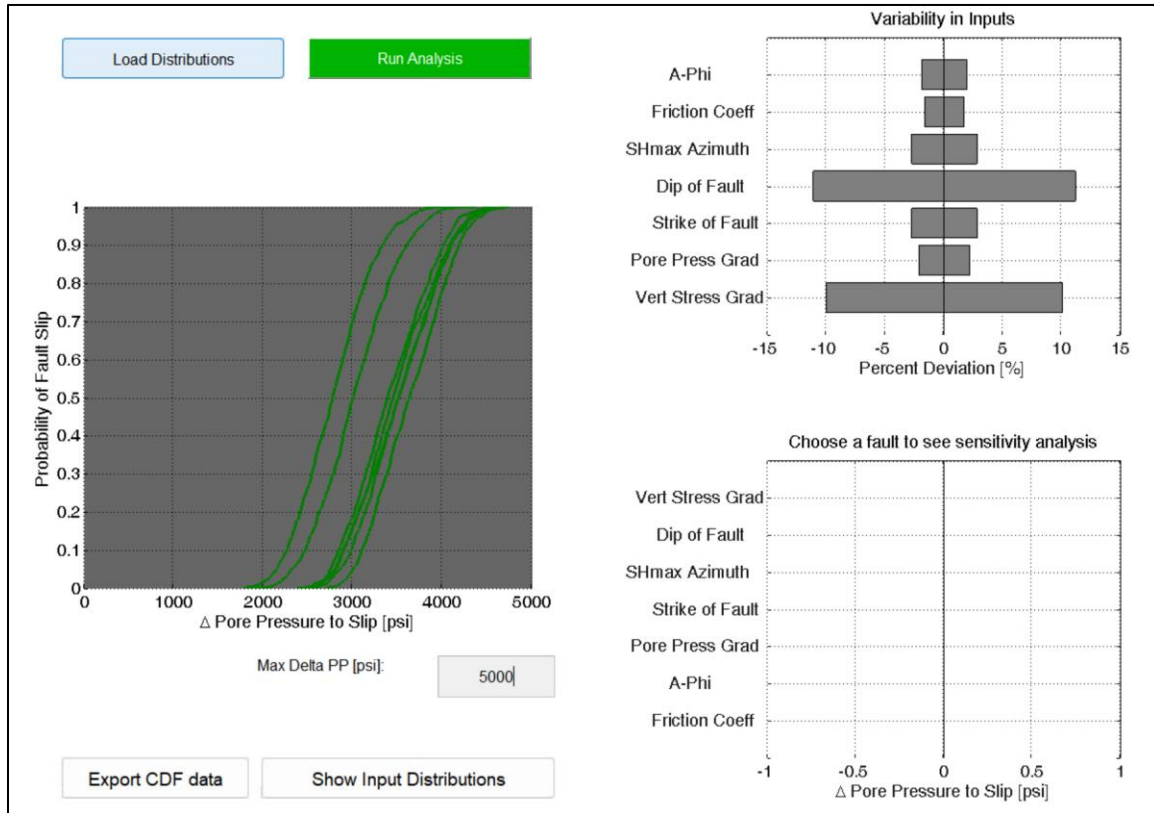 Load Distributions
Run Analysis
Probability of Fault Slip
1
0.9
0.8
0.7
0.6
0.5
0.4
0.3
0.2
0.1
0
0 1000 2000 3000 4000 5000
Δ Pore Pressure to Slip [psi]
Max Delta PP [psi]:
5000
Export CDF data
Show Input Distributions
Variability in Inputs
A-Phi
Friction Coeff
SHmax Azimuth
Dip of Fault
Strike of Fault
Pore Press Grad
Vert Stress Grad
-15 -10 -5 0 5 10 15
Percent Deviation [%]
Choose a fault to see sensitivity analysis
Vert Stress Grad
Dip of Fault
SHmax Azimuth
Strike of Fault
Pore Press Grad
A-Phi
Friction Coeff
-1 -0.5 0 0.5 1
Δ Pore Pressure to Slip [psi]